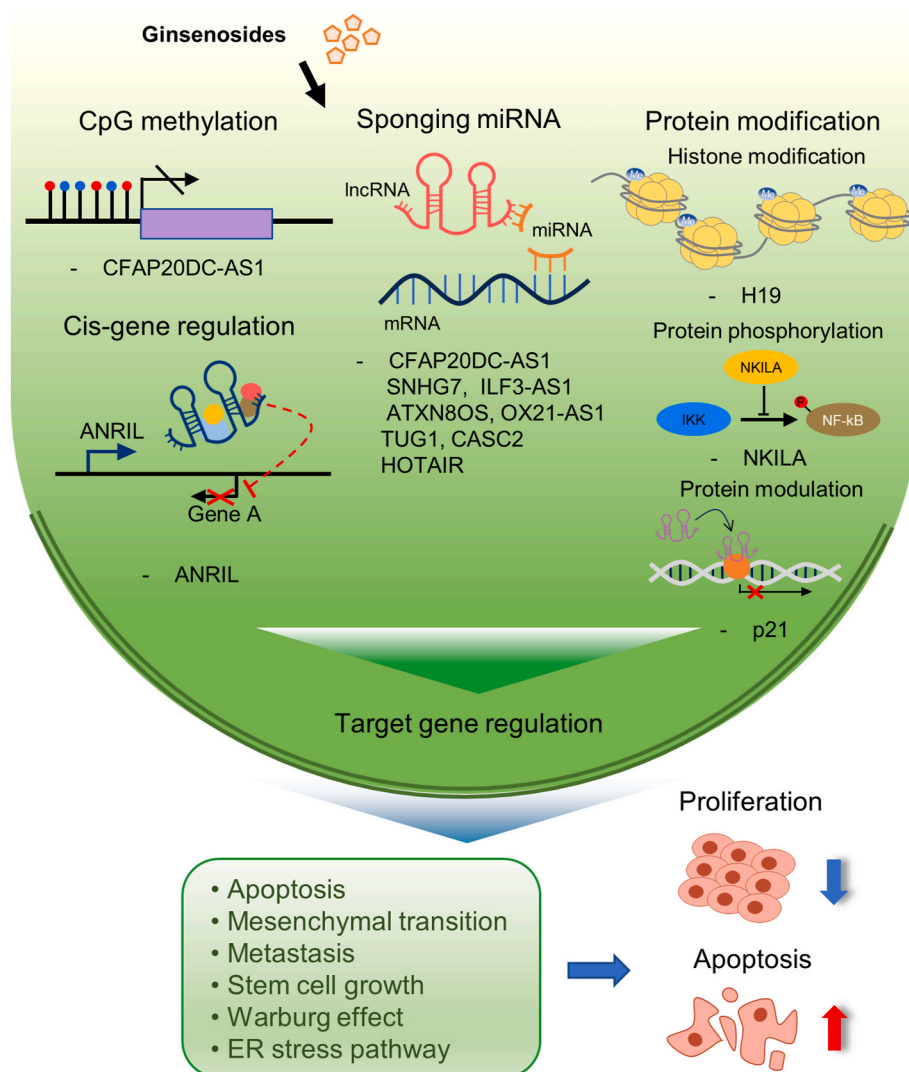 Ginsenosides
CpG methylation
- CFAP20DC-AS1
Cis-gene regulation
ANRIL
Gene A
- ANRIL
Sponging miRNA
lncRNA
miRNA
mRNA
- CFAP20DC-AS1
SNHG7, ILF3-AS1
ATXN8OS, OX21-AS1
TUG1, CASC2
HOTAIR
Protein modification
Histone modification
Me
Me
Me
Me
- H19
Protein phosphorylation
NKILA
IKK
P
NF-kB
- NKILA
Protein modulation
- p21
Target gene regulation
• Apoptosis
• Mesenchymal transition
• Metastasis
• Stem cell growth
• Warburg effect
• ER stress pathway
Proliferation
Apoptosis